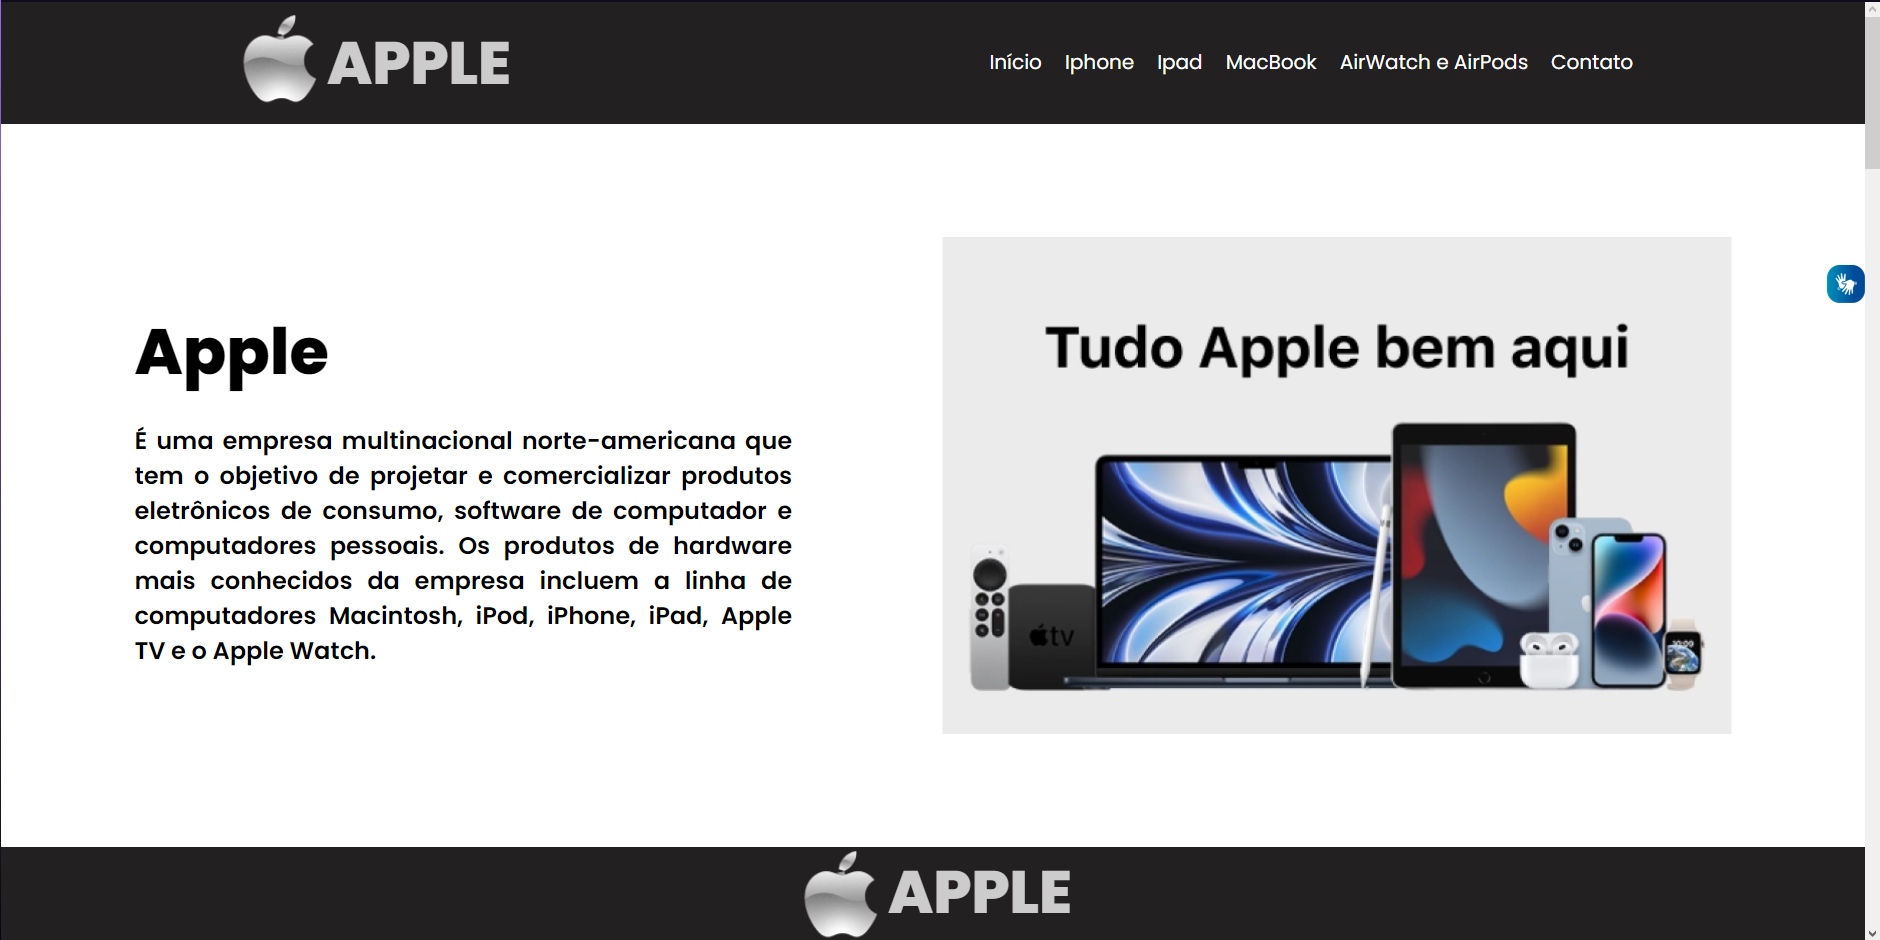 APPLE
Início Iphone Ipad MacBook AirWatch e AirPods Contato
Apple
É uma empresa multinacional norte-americana que
tem o objetivo de projetar e comercializar produtos
eletrônicos de consumo, software de computador e
computadores pessoais. Os produtos de hardware
mais conhecidos da empresa incluem a linha de
computadores Macintosh, iPod, iPhone, iPad, Apple
TV e o Apple Watch.
Tudo Apple bem aqui
tv
10:09
APPLE